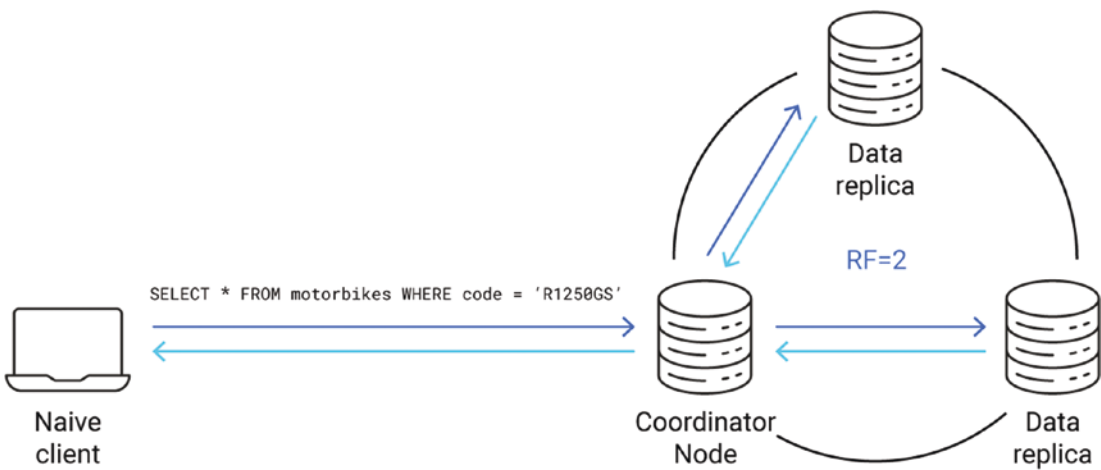 Data
replica
RF=2
SELECT * FROM motorbikes WHERE code = ‘R1250GS’
Naive
client
Coordinator
Node
Data
replica